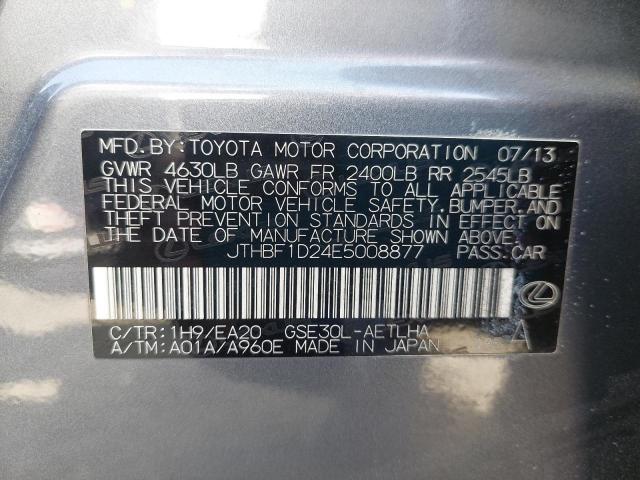 MFD. BY: TOYOTA MOTOR CORPORATION 07/13
GVWR 4630LB GAWR FR 2400LB RR 2545LB
THIS VEHICLE CONFORMS TO ALL APPLICABLE
FEDERAL MOTOR VEHICLE SAFETY, BUMPER, AND
THEFT PREVENTION STANDARDS IN EFFECT ON
THE DATE OF MANUFACTURE SHOWN ABOVE.
JTHBF1D24E5008877 PASS.CAR
C/TR: 1H9/EA20 GSE30L-AETLHA
A/TM: A01A/A960E MADE IN JAPAN
A